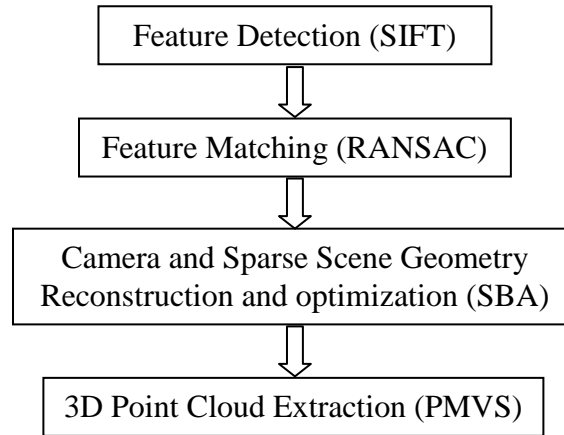 Feature Detection (SIFT)
Feature Matching (RANSAC)
Camera and Sparse Scene Geometry
Reconstruction and optimization (SBA)
3D Point Cloud Extraction (PMVS)